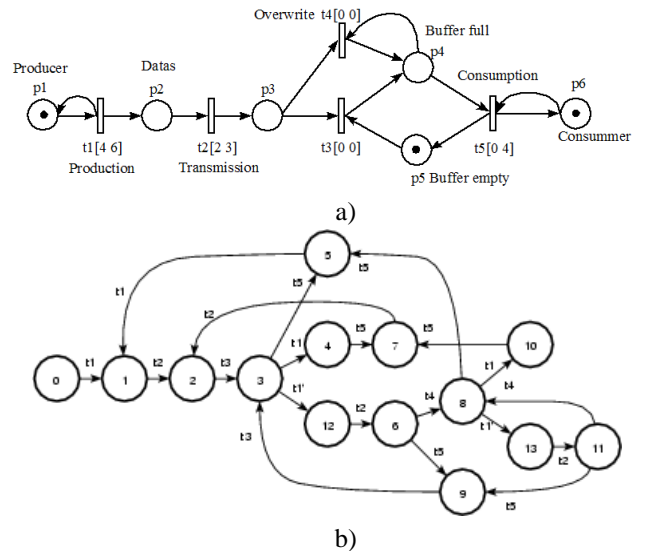 Overwrite t4[0 0]
Buffer full
p4
Producer
Datas
Consumption
p1
p2
p3
p6
t1[4 6]
t2[2 3]
t3[0 0]
t5[0 4]
Consummer
Production
Transmission
p5 Buffer empty
a)
5
t5
t5
t1
t2
t1
t5
t5
4
7
10
t1
t2
t3
t1
t4
0
1
2
3
t1'
t4
8
t2
t1'
12
6
13
11
t5
t2
t3
9
t5
b)